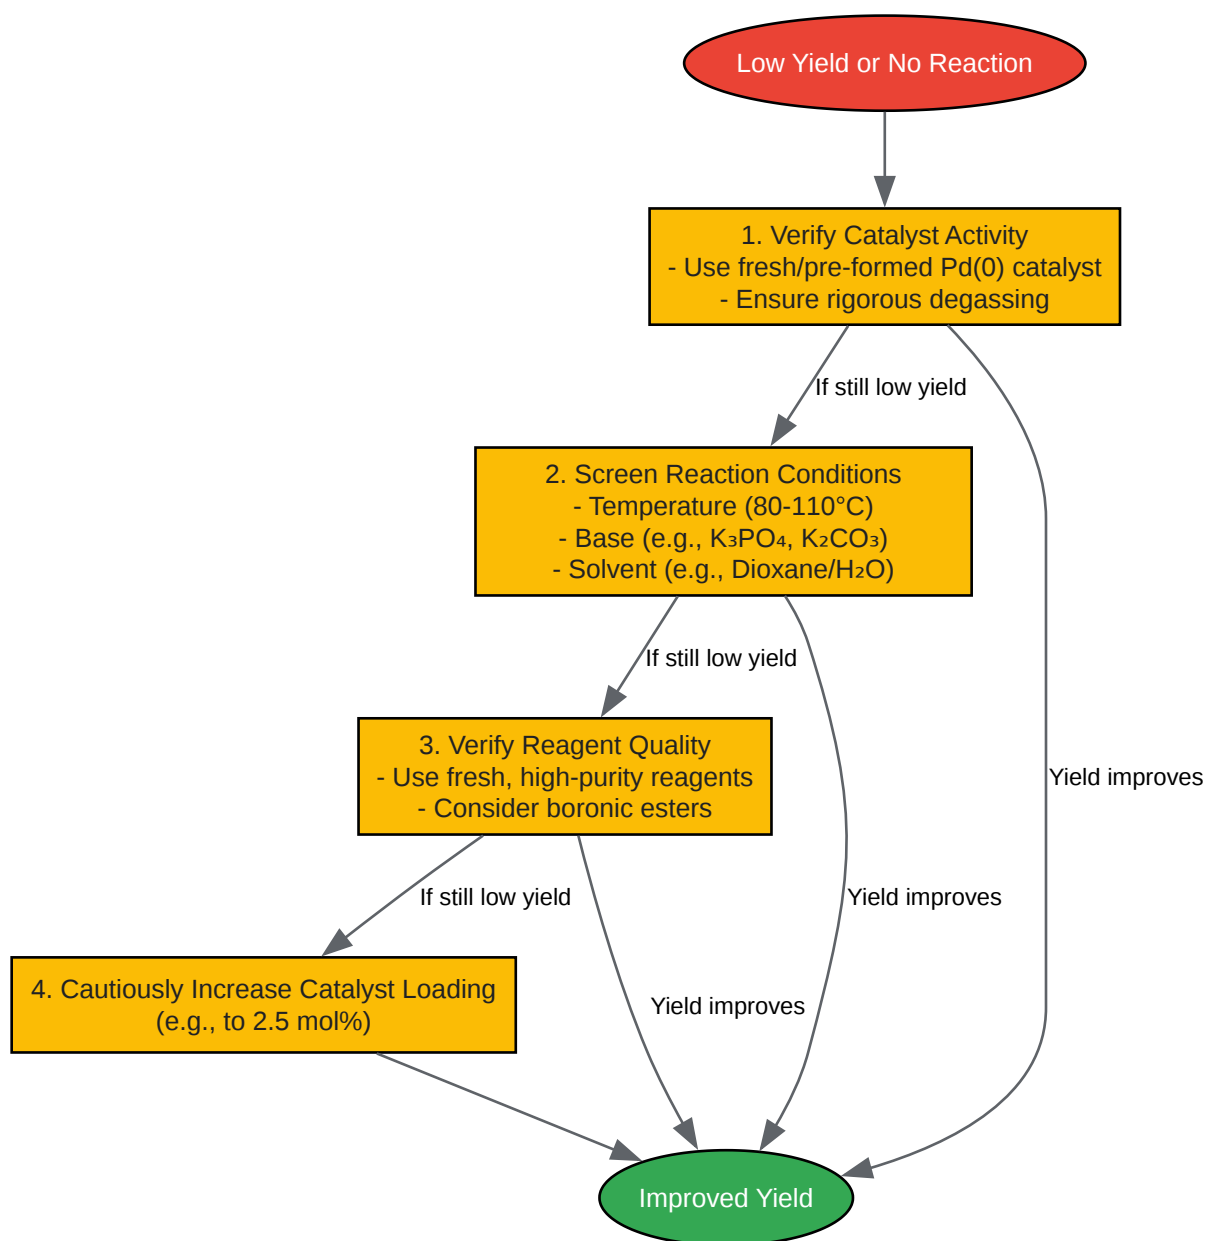 Low Yield or No Reaction
1. Verify Catalyst Activity
- Use fresh/pre-formed Pd(0) catalyst
- Ensure rigorous degassing
If still low yield
2. Screen Reaction Conditions
- Temperature (80-110°C)
- Base (e.g., K₃PO₄, K₂CO₃)
- Solvent (e.g., Dioxane/H₂O)
If still low yield
3. Verify Reagent Quality
- Use fresh, high-purity reagents
- Consider boronic esters
Yield improves
If still low yield
Yield improves
4. Cautiously Increase Catalyst Loading
(e.g., to 2.5 mol%)
Yield improves
Improved Yield